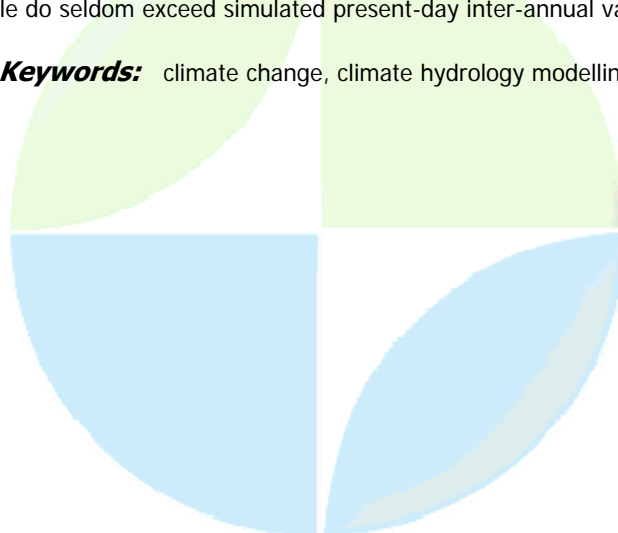 le do seldom exceed simulated present-day inter-annual va
Keywords: climate change, climate hydrology modellin